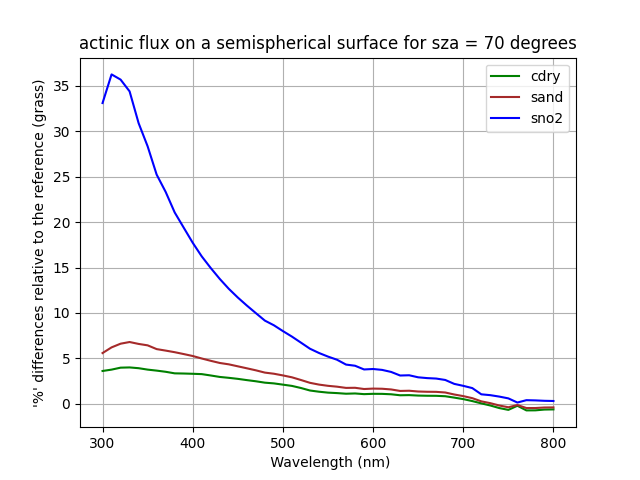 actinic flux on a semispherical surface for sza = 70 degrees
'%' differences relative to the reference (grass)
35
30
25
20
15
10
5
0
cdry
sand
sno2
300 400 500 600 700 800
Wavelength (nm)